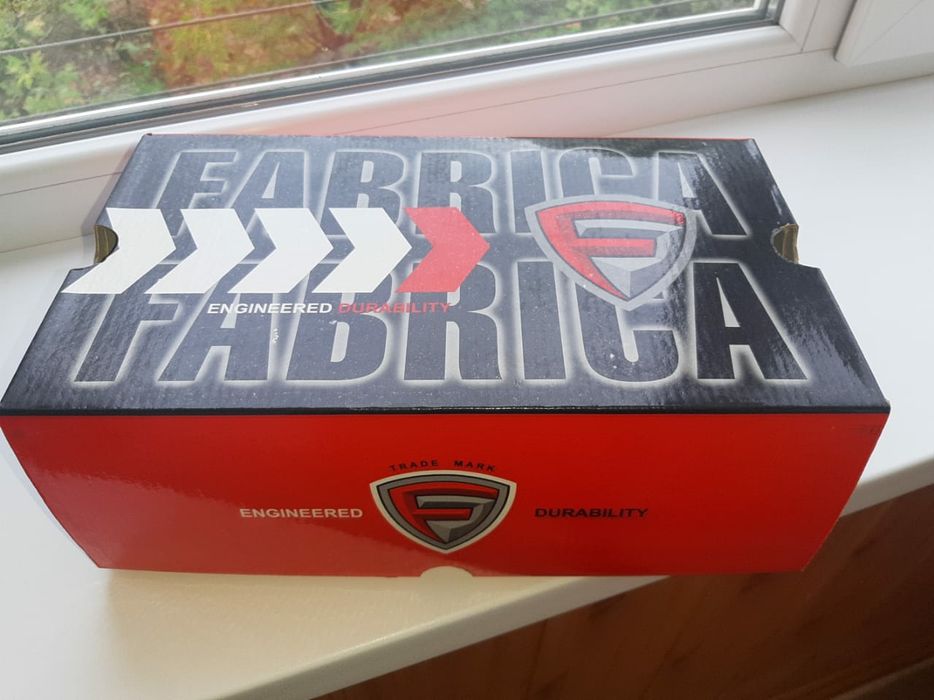 FABRICA
F
ENGINEERED DURABILITY
FABRICA
TRADE MARK
ENGINEERED F DURABILITY